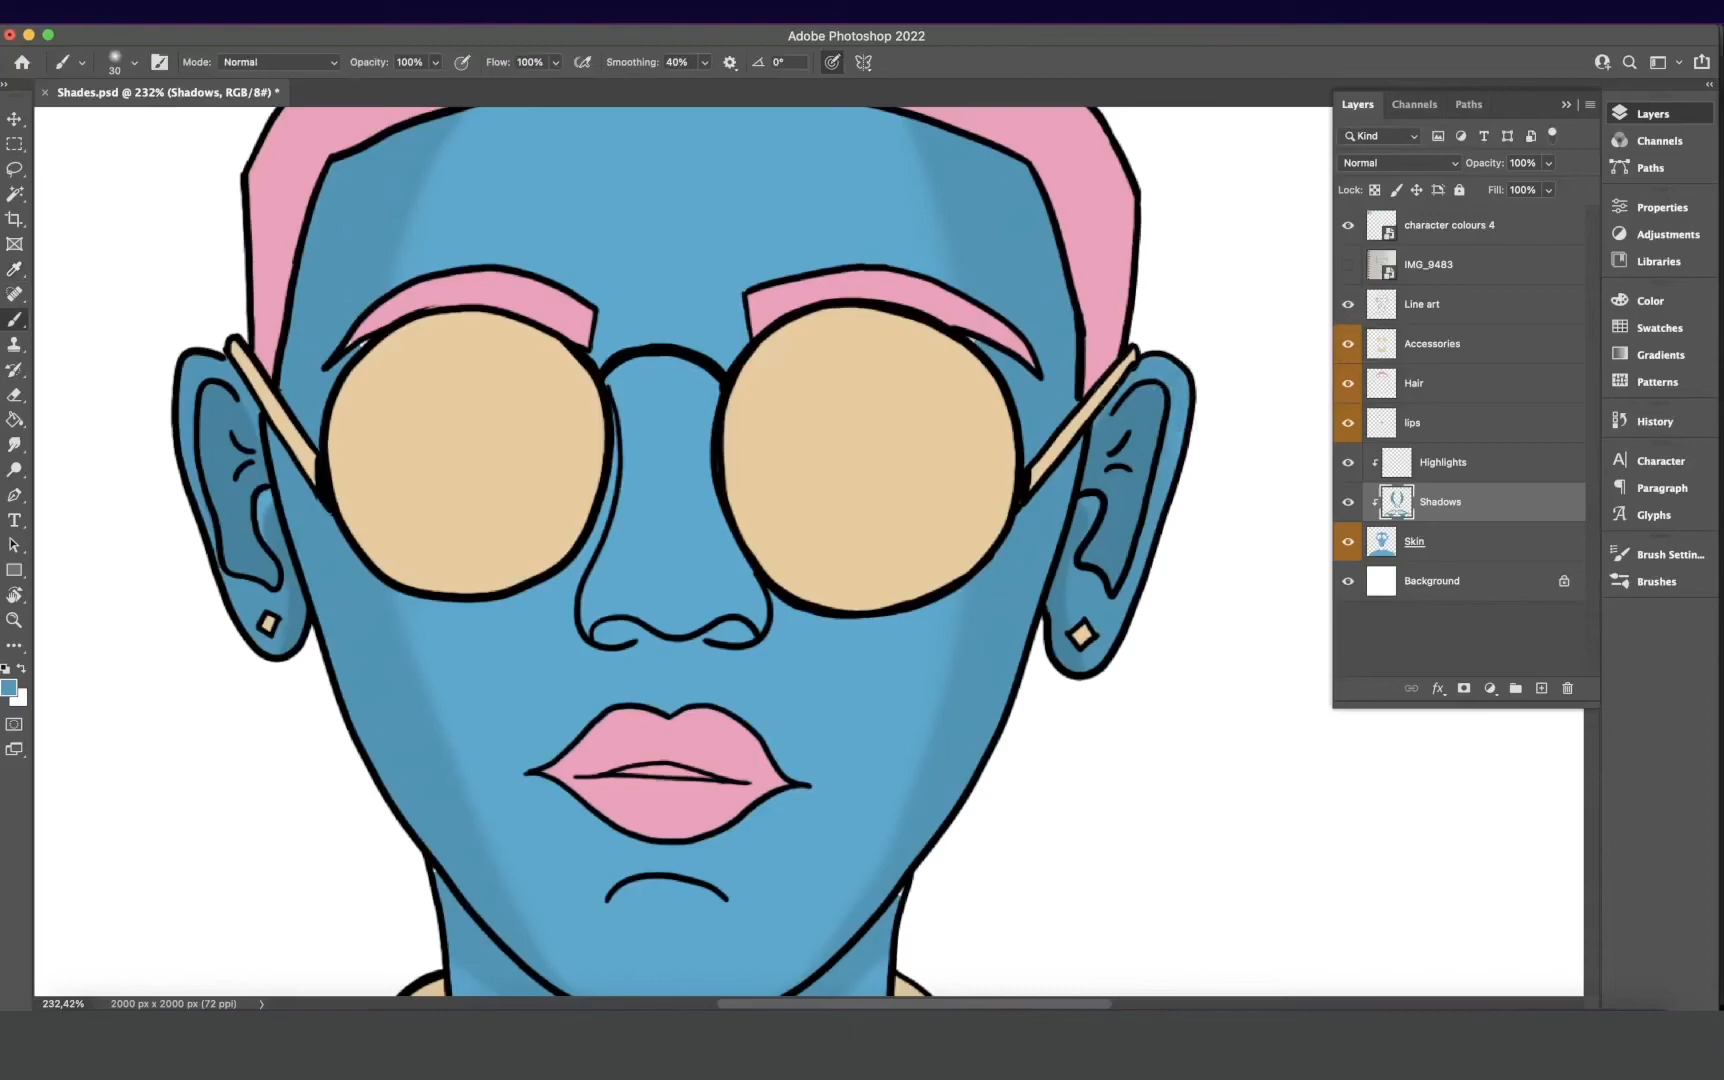 Adobe Photoshop 2022
30 Mode: Normal Opacity: 100% Flow: 100% Smoothing: 40% 0°
Shades.psd @ 232% (Shadows, RGB/8#) *
Layers Channels Paths
Kind
Normal Opacity: 100%
Lock: Fill: 100%
character colours 4
IMG_9483
Line art
Accessories
Hair
lips
Highlights
Shadows
Skin
Background
fx
Layers
Channels
Paths
Properties
Adjustments
Libraries
Color
Swatches
Gradients
Patterns
History
Character
Paragraph
Glyphs
Brush Settin...
Brushes
232,42% 2000 px x 2000 px (72 ppi)